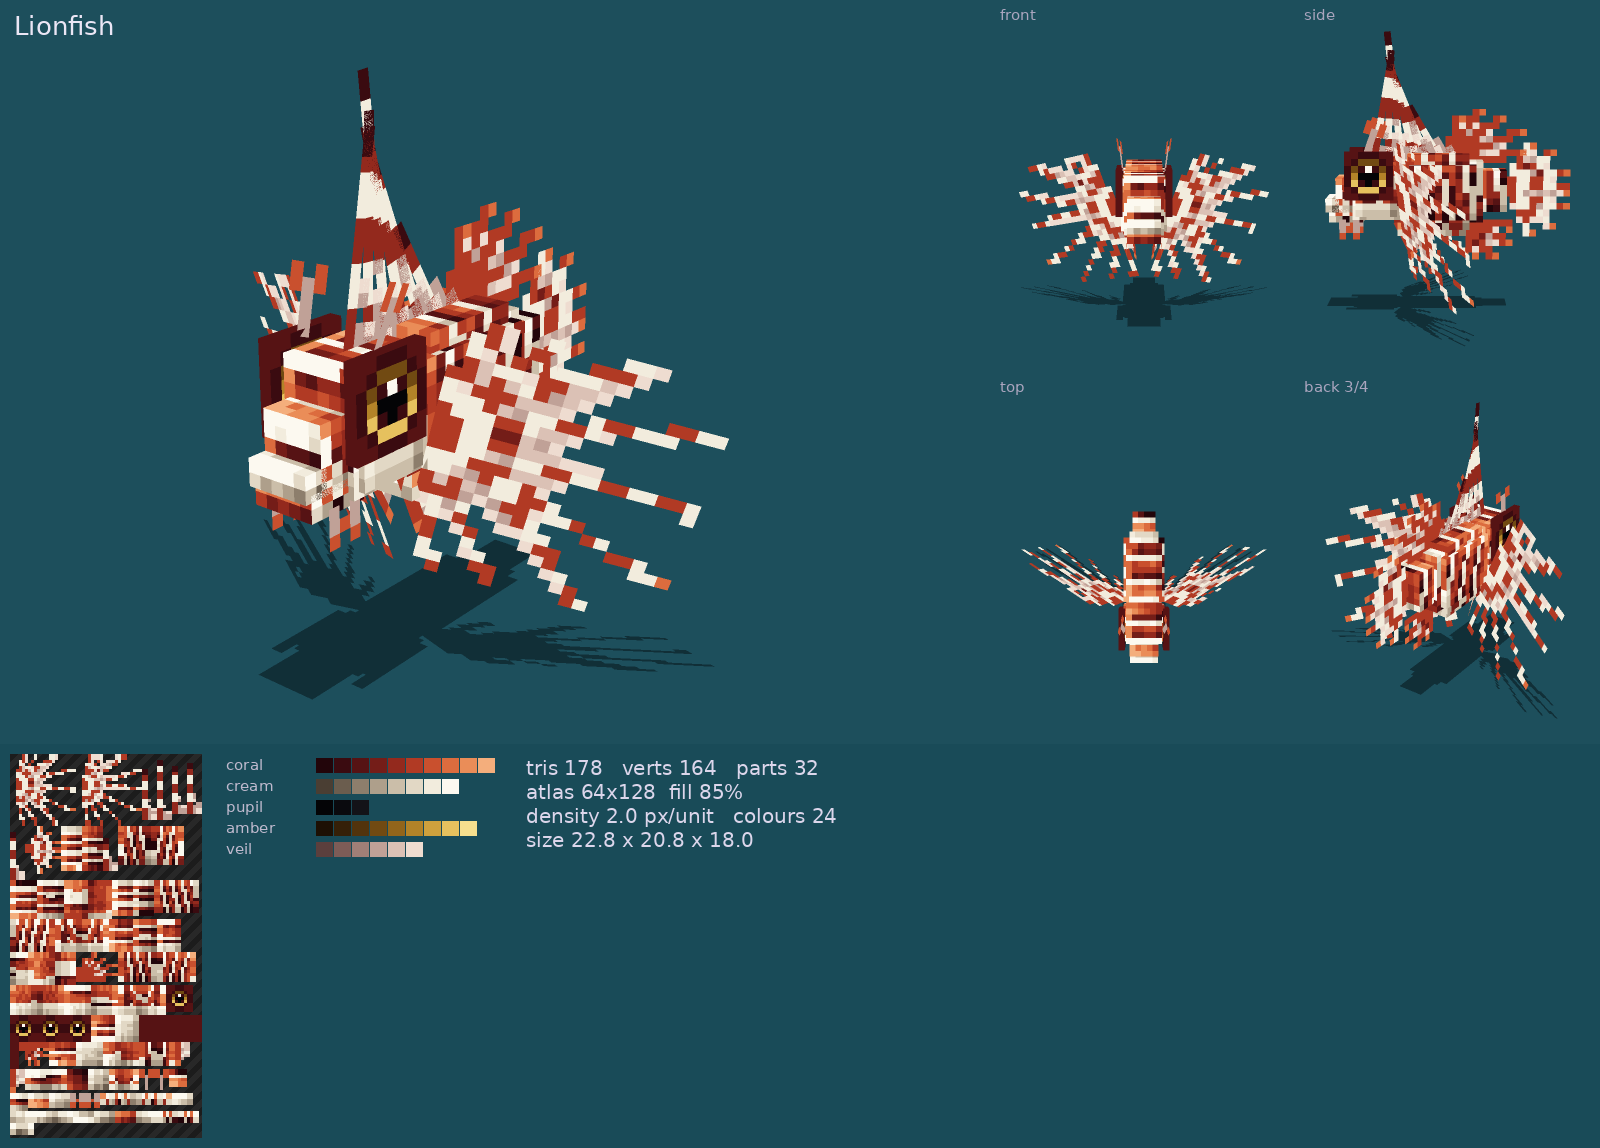 Lionfish
front
side
top
back 3/4
coral
cream
pupil
amber
veil
tris 178 verts 164 parts 32
atlas 64x128 fill 85%
density 2.0 px/unit colours 24
size 22.8 x 20.8 x 18.0